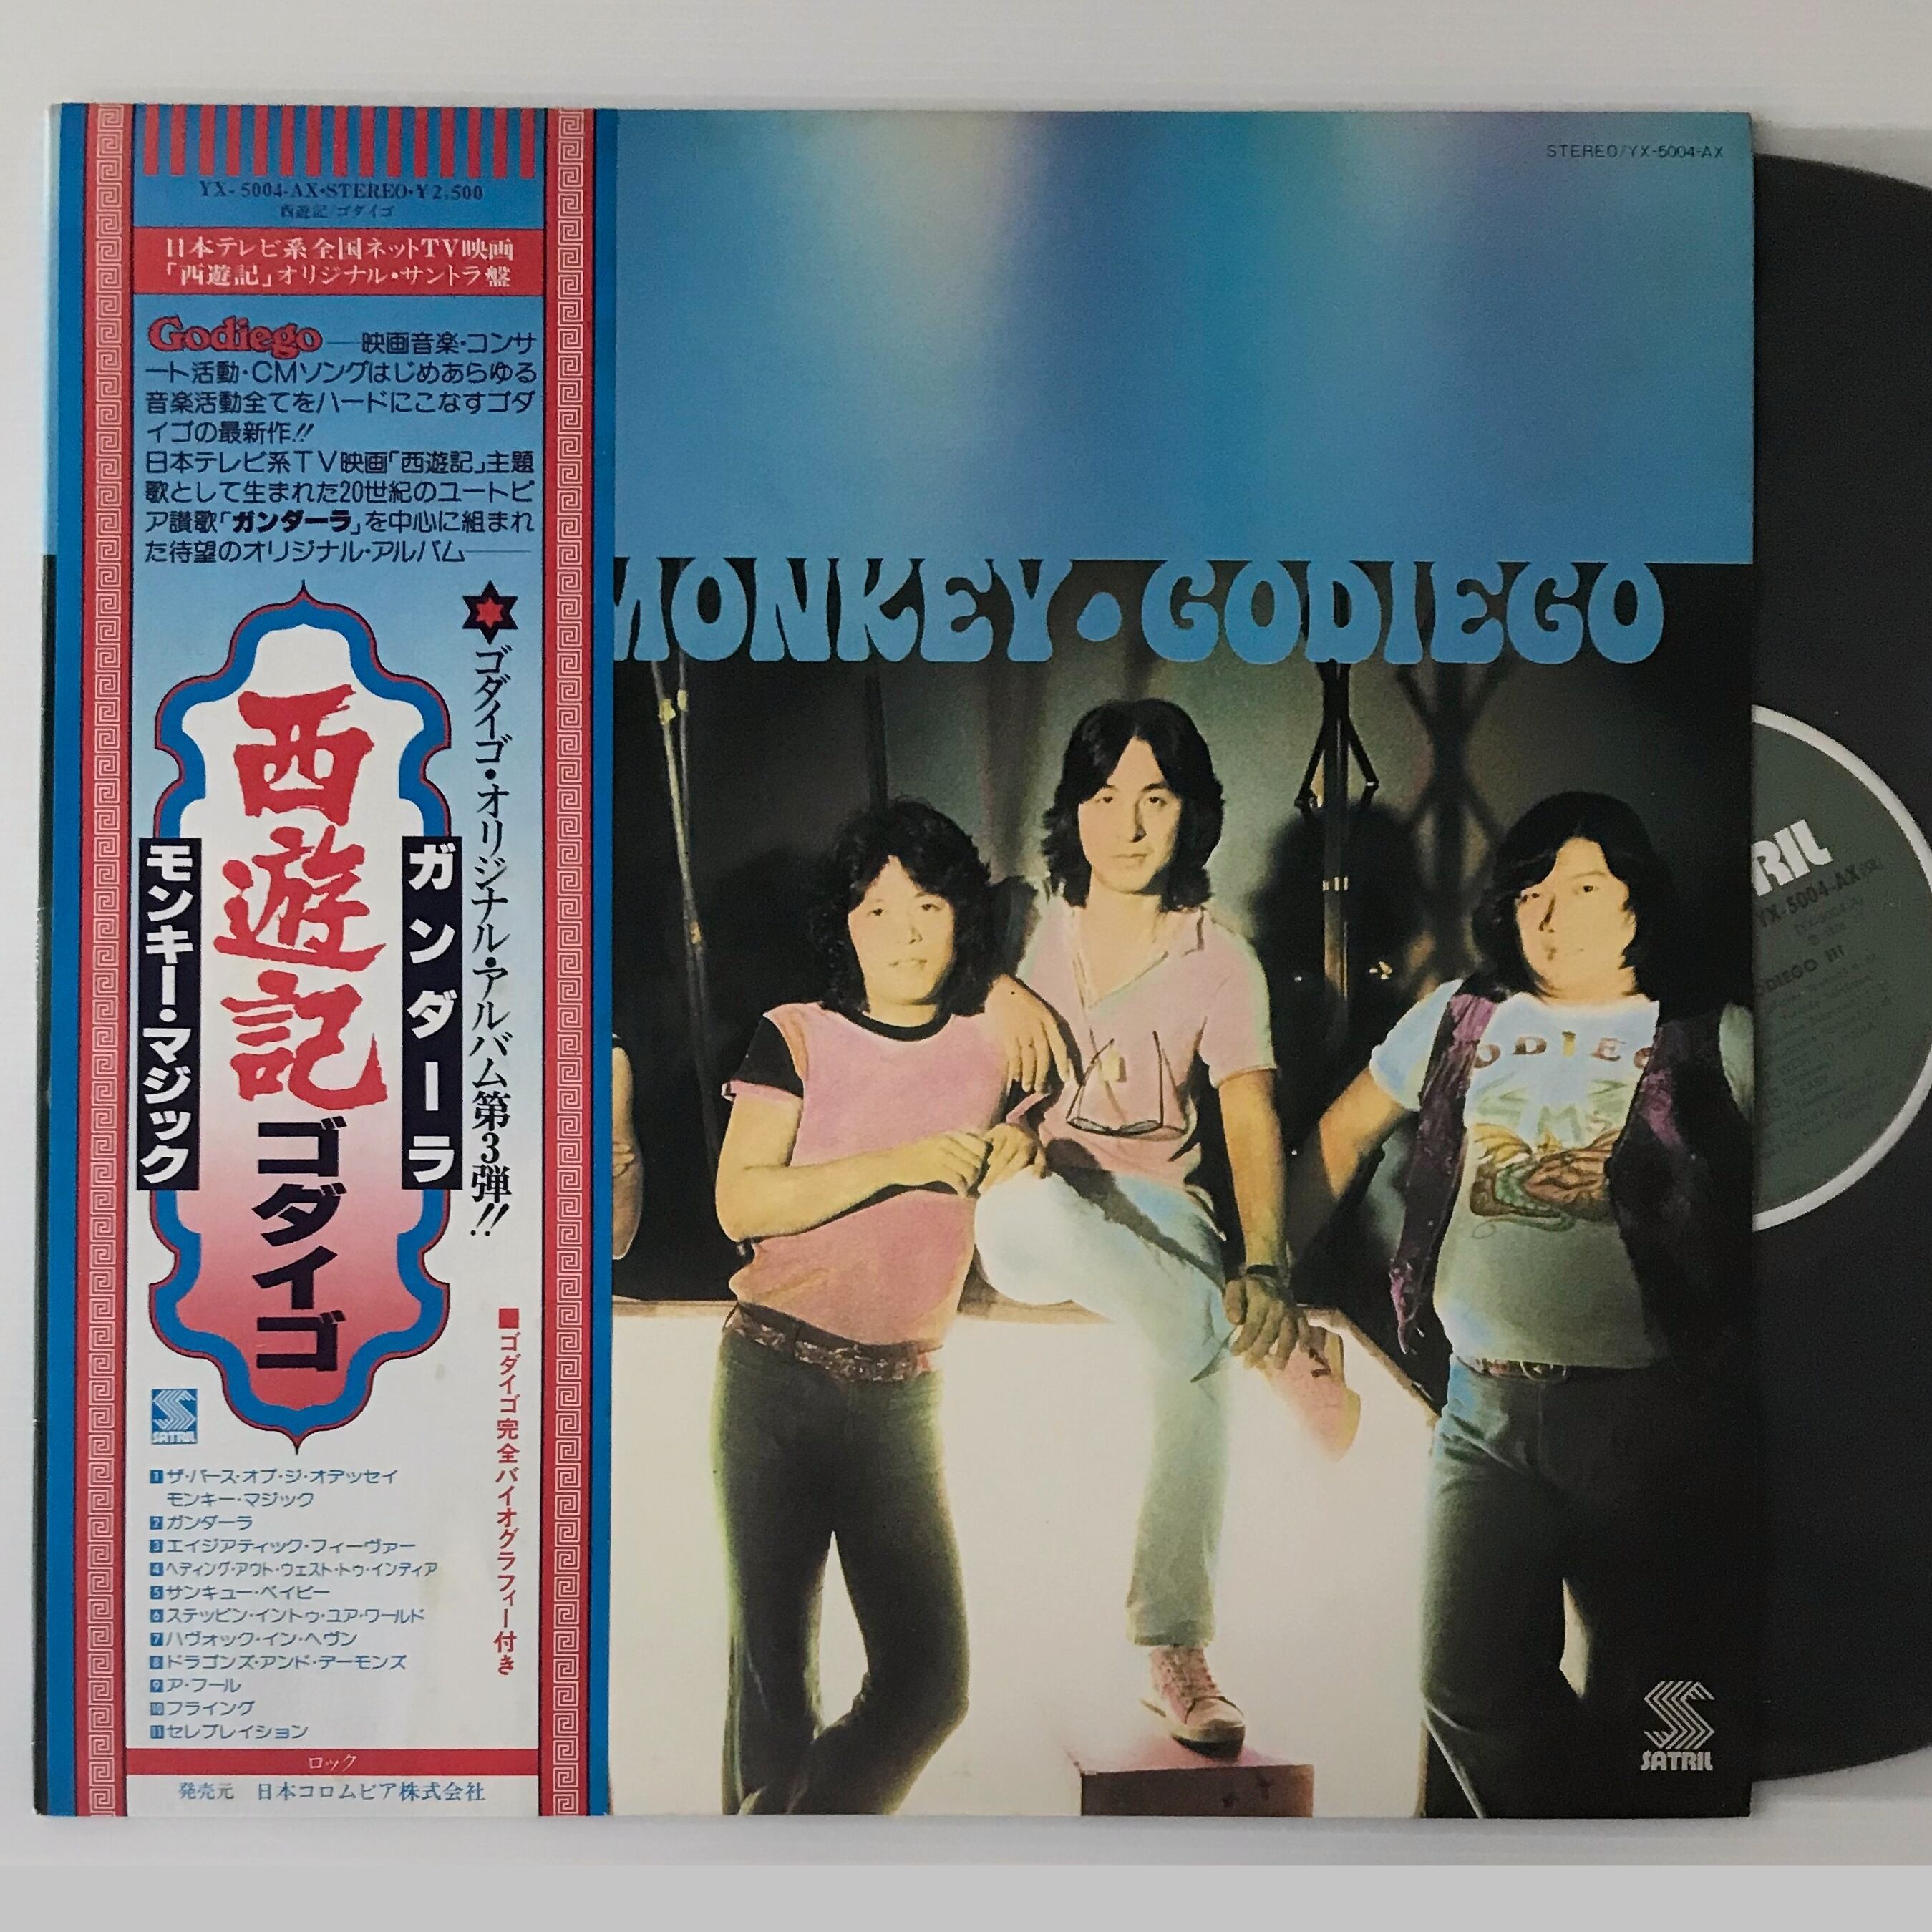 YX-5004-AX•STEREO•¥2,500
西遊記/ゴダイゴ
日本テレビ系全国ネットTV映画
「西遊記」オリジナル・サントラ盤
Godiego──映画音楽・コンサ
ート活動・CMソングはじめあらゆる
音楽活動全てをハードにこなすゴダ
イゴの最新作!!
日本テレビ系TV映画「西遊記」主題
歌として生まれた20世紀のユートピ
ア讃歌「ガンダーラ」を中心に組まれ
た待望のオリジナル・アルバム──
ゴダイゴ・オリジナル・アルバム第3弾!!
ガンダーラ
西遊記 ゴダイゴ
モンキー・マジック
■ゴダイゴ完全バイオグラフィー付き
SATRIL
1 ザ・バース・オブ・ジ・オデッセイ
モンキー・マジック
2 ガンダーラ
3 エイジアティック・フィーヴァー
4 ヘディング・アウト・ウェスト・トゥ・インディア
5 サンキュー・ベイビー
6 ステッピン・イントゥ・ユア・ワールド
7 ハヴォック・イン・ヘヴン
8 ドラゴンズ・アンド・デーモンズ
9 ア・フール
10 フライング
11 セレブレイション
ロック
発売元 日本コロムビア株式会社
STEREO/YX-5004-AX
MONKEY•GODIEGO
ODIEG
SATRIL
RIL
YX-5004-AX